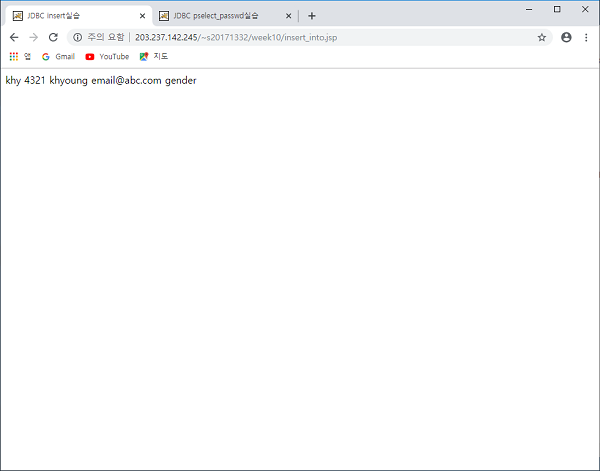 JDBC insert실습 JDBC pselect_passwd실습
주의 요함 203.237.142.245/~s20171332/week10/insert_into.jsp
앱 Gmail YouTube 지도
khy 4321 khyoung email@abc.com gender